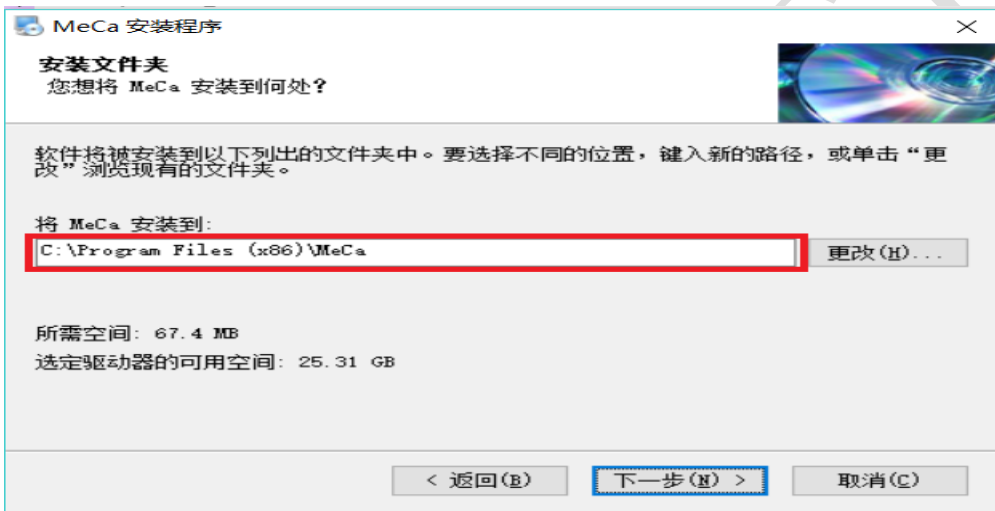 MeCa 安装程序
安装文件夹
您想将 MeCa 安装到何处?
软件将被安装到以下列出的文件夹中。要选择不同的位置，键入新的路径，或单击“更
改”浏览现有的文件夹。
将 MeCa 安装到:
C:\Program Files (x86)\MeCa
更改(H)...
所需空间: 67.4 MB
选定驱动器的可用空间: 25.31 GB
< 返回(B)
下一步(N) >
取消(C)